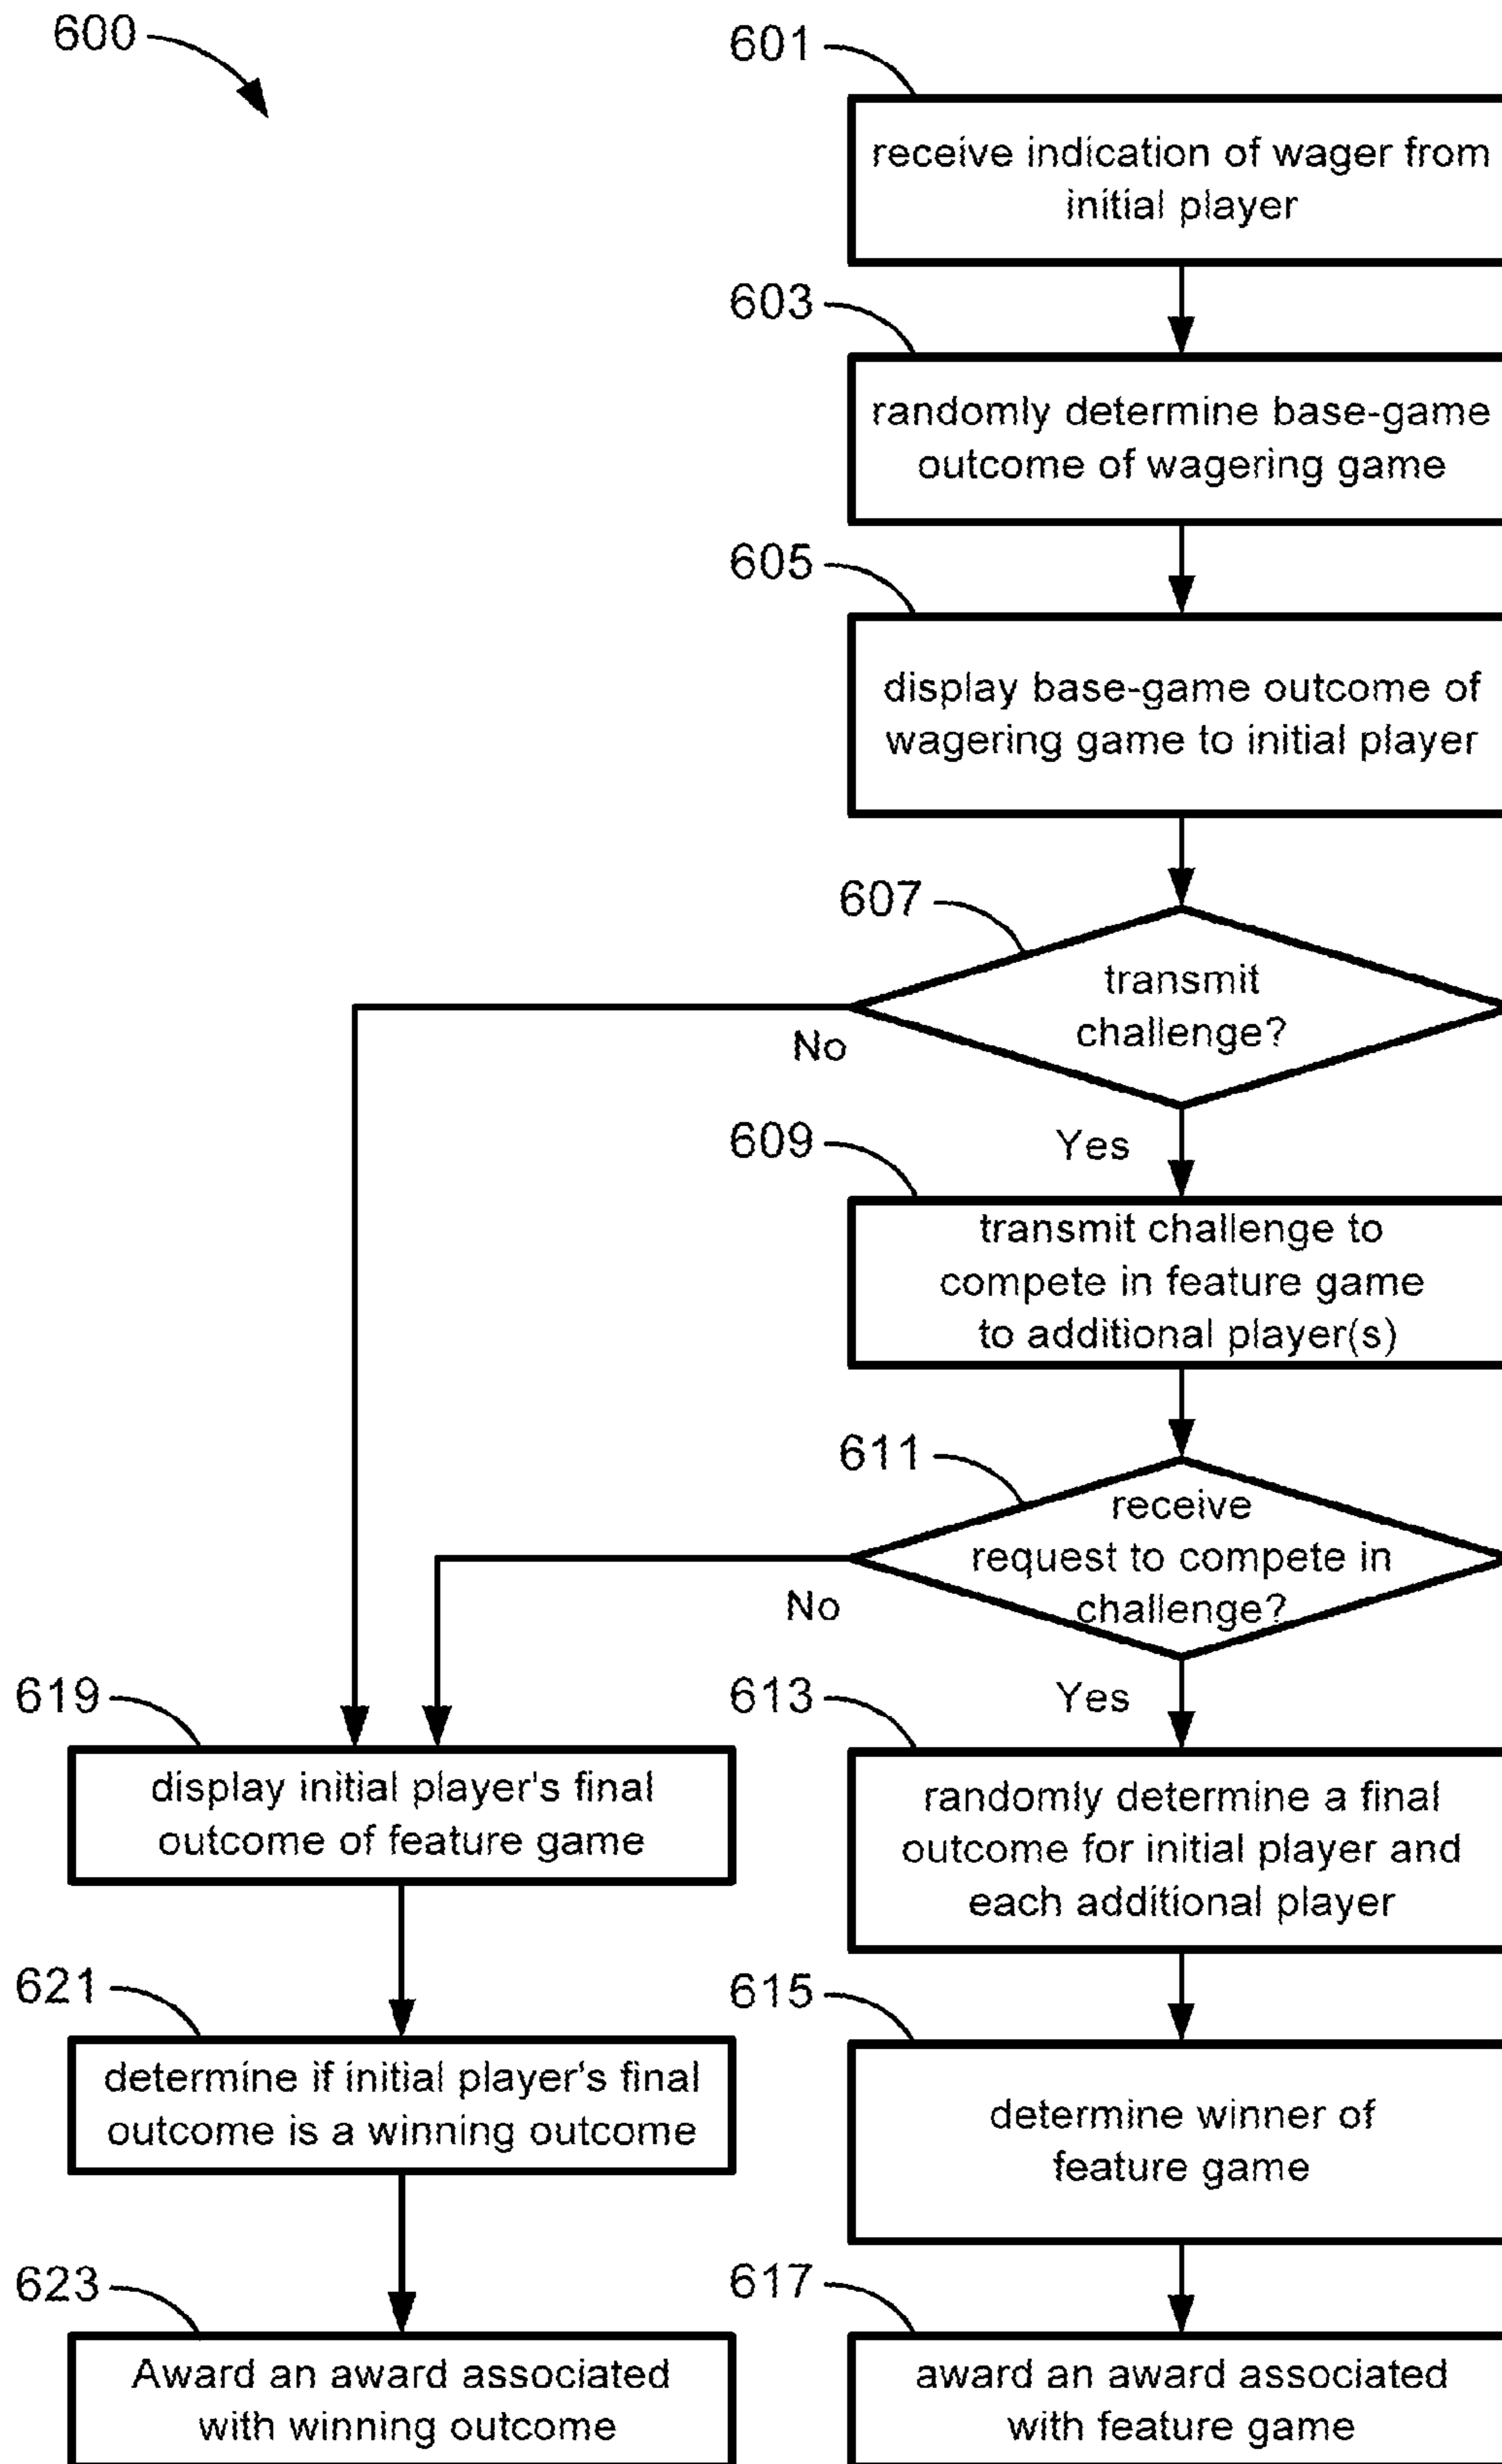 600
601
receive indication of wager from
initial player
603
randomly determine base-game
outcome of wagering game
605
display base-game outcome of
wagering game to initial player
607
transmit
challenge?
No
Yes
609
transmit challenge to
compete in feature game
to additional player(s)
611
receive
request to compete in
challenge?
No
Yes
619
display initial player's final
outcome of feature game
613
randomly determine a final
outcome for initial player and
each additional player
621
determine if initial player's final
outcome is a winning outcome
615
determine winner of
feature game
623
Award an award associated
with winning outcome
617
award an award associated
with feature game